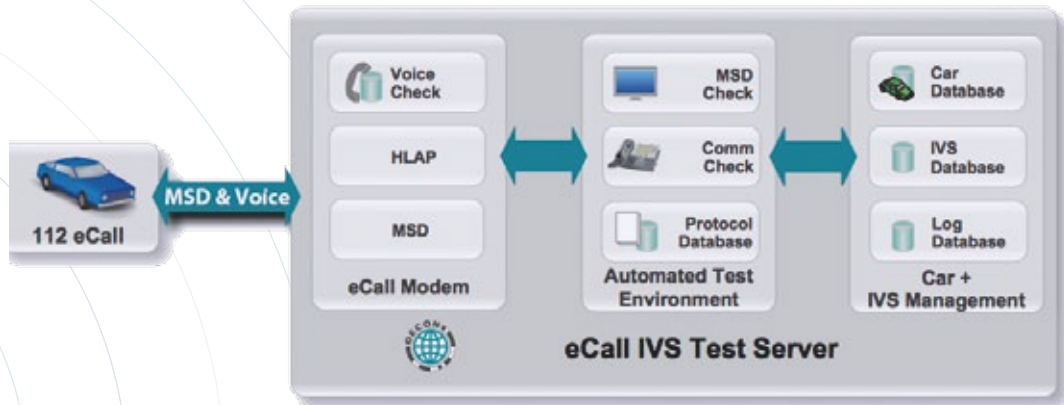 112 eCall
MSD & Voice
Voice
Check
HLAP
MSD
eCall Modem
MSD
Check
Comm
Check
Protocol
Database
Automated Test
Environment
Car
Database
IVS
Database
Log
Database
Car +
IVS Management
OECON
eCall IVS Test Server